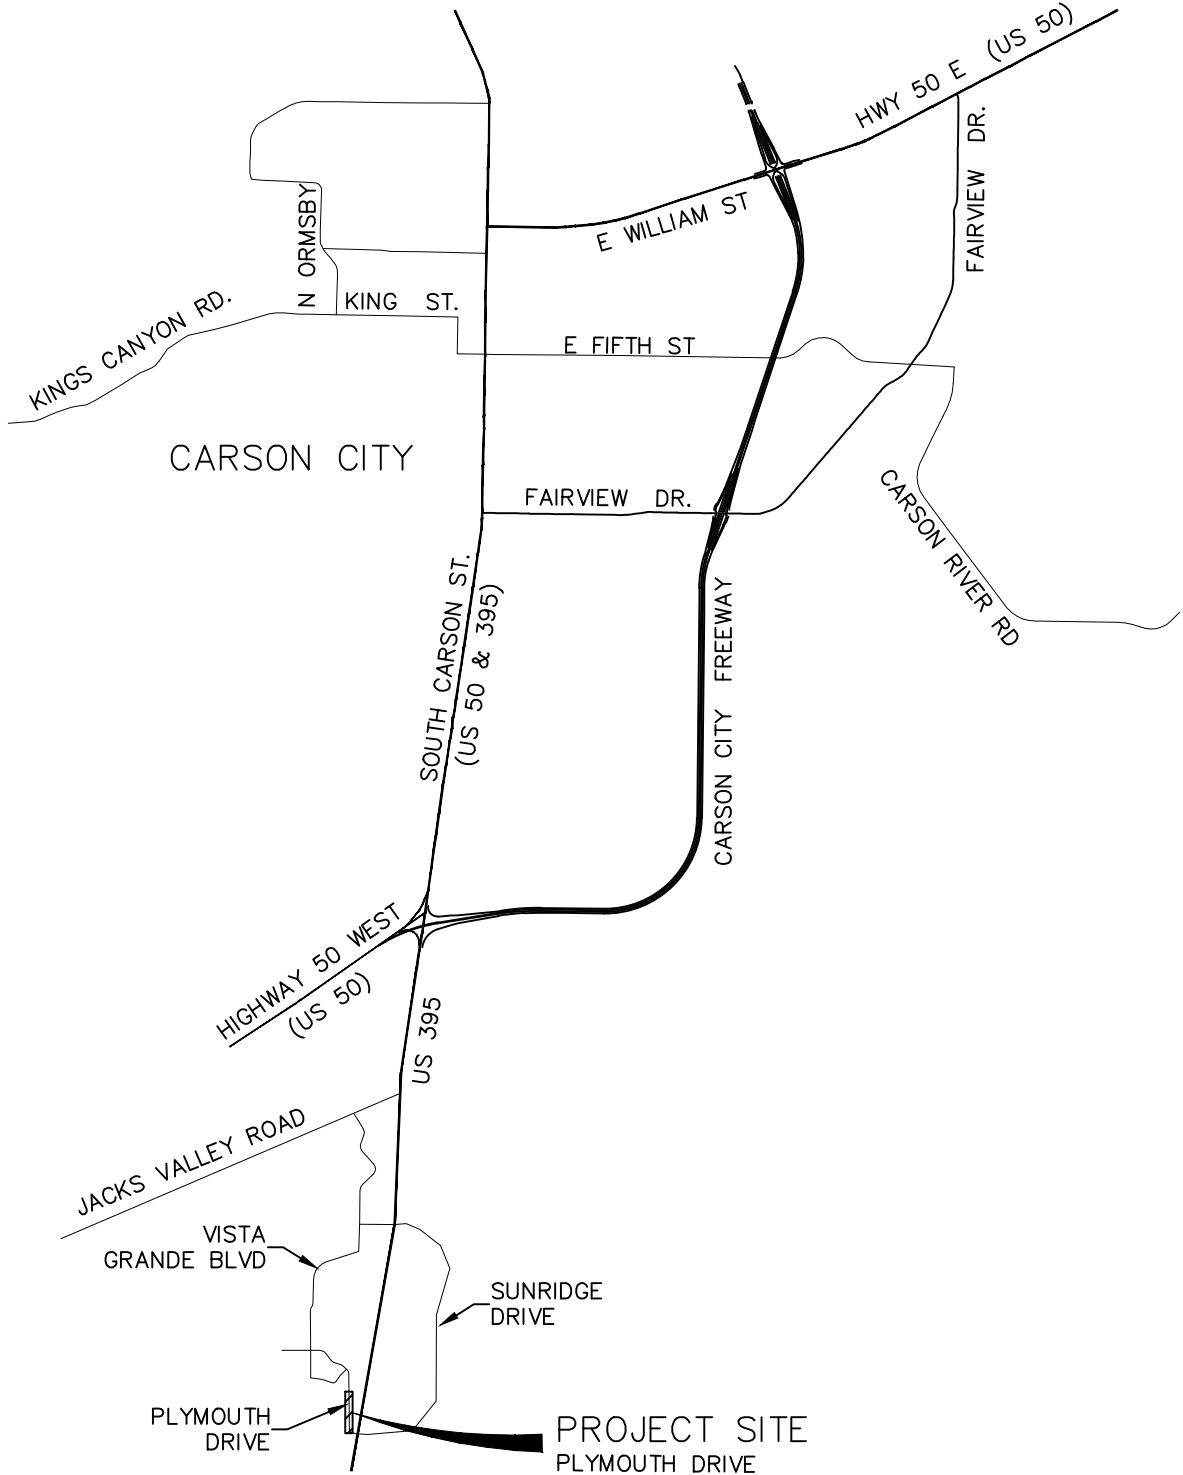 HWY 50 E (US 50)
FAIRVIEW DR.
N ORMSBY
E WILLIAM ST
KINGS CANYON RD.
KING ST.
E FIFTH ST
CARSON CITY
FAIRVIEW DR.
CARSON RIVER RD
SOUTH CARSON ST.
(US 50 & 395)
CARSON CITY FREEWAY
HIGHWAY 50 WEST
(US 50)
US 395
JACKS VALLEY ROAD
VISTA
GRANDE BLVD
SUNRIDGE
DRIVE
PLYMOUTH
DRIVE
PROJECT SITE
PLYMOUTH DRIVE